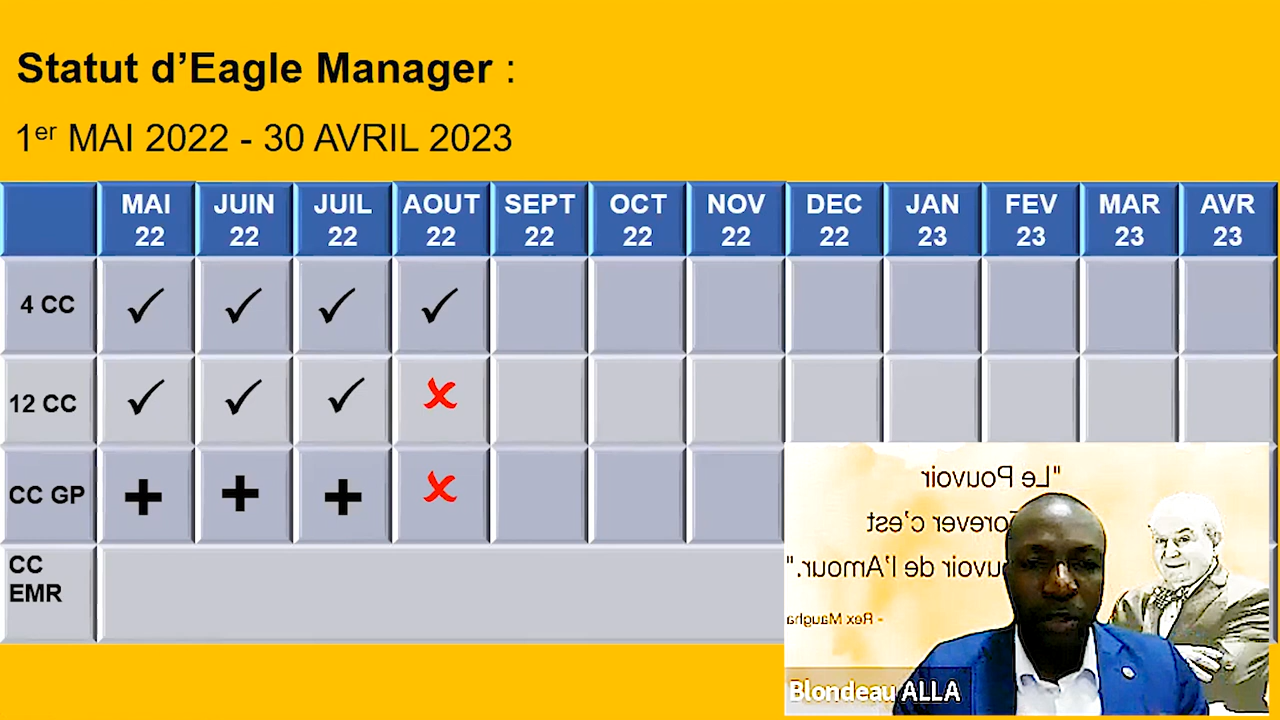 Statut d’Eagle Manager :
1er MAI 2022 - 30 AVRIL 2023
MAI 22 JUIN 22 JUIL 22 AOUT 22 SEPT 22 OCT 22 NOV 22 DEC 22 JAN 23 FEV 23 MAR 23 AVR 23
4 CC ✓ ✓ ✓ ✓
12 CC ✓ ✓ ✓ ✗
CC GP + + + ✗
CC
EMR
"Le Pouvoir
c’est
de l’Amour."
- Rex
Blondeau ALLA